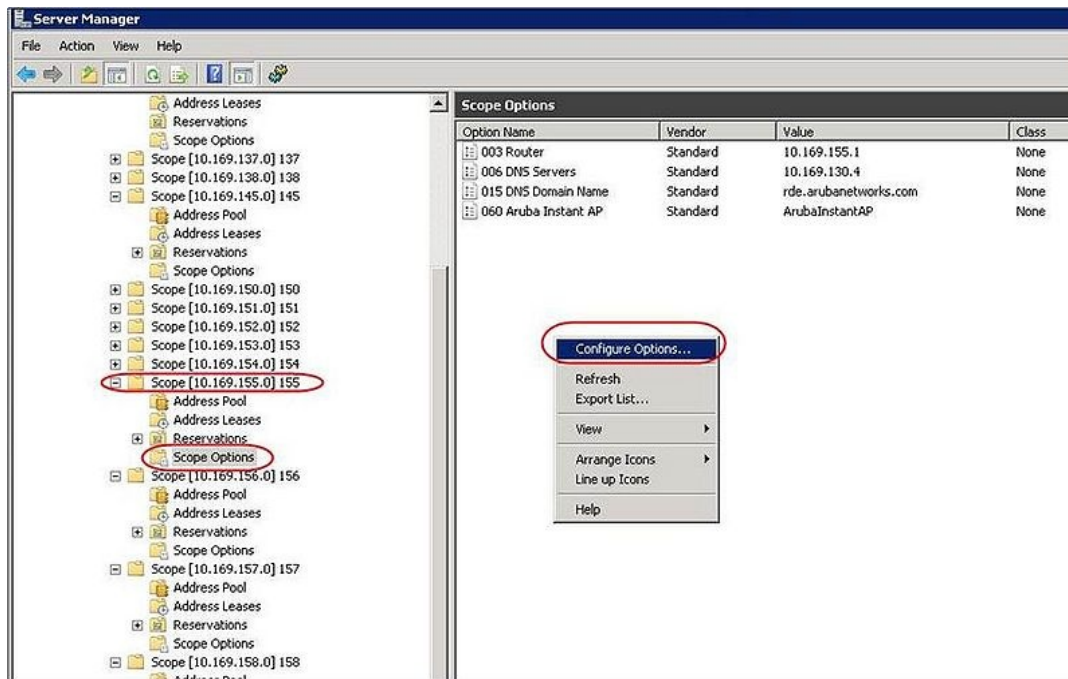 Server Manager
File Action View Help
Address Leases
Reservations
Scope Options
Scope [10.169.137.0] 137
Scope [10.169.138.0] 138
Scope [10.169.145.0] 145
Address Pool
Address Leases
Reservations
Scope Options
Scope [10.169.150.0] 150
Scope [10.169.151.0] 151
Scope [10.169.152.0] 152
Scope [10.169.153.0] 153
Scope [10.169.154.0] 154
Scope [10.169.155.0] 155
Address Pool
Address Leases
Reservations
Scope Options
Scope [10.169.156.0] 156
Address Pool
Address Leases
Reservations
Scope Options
Scope [10.169.157.0] 157
Address Pool
Address Leases
Reservations
Scope Options
Scope [10.169.158.0] 158
Address Pool
Scope Options
Option Name Vendor Value Class
003 Router Standard 10.169.155.1 None
006 DNS Servers Standard 10.169.130.4 None
015 DNS Domain Name Standard rde.arubanetworks.com None
060 Aruba Instant AP Standard ArubaInstantAP None
Configure Options...
Refresh
Export List...
View
Arrange Icons
Line up Icons
Help